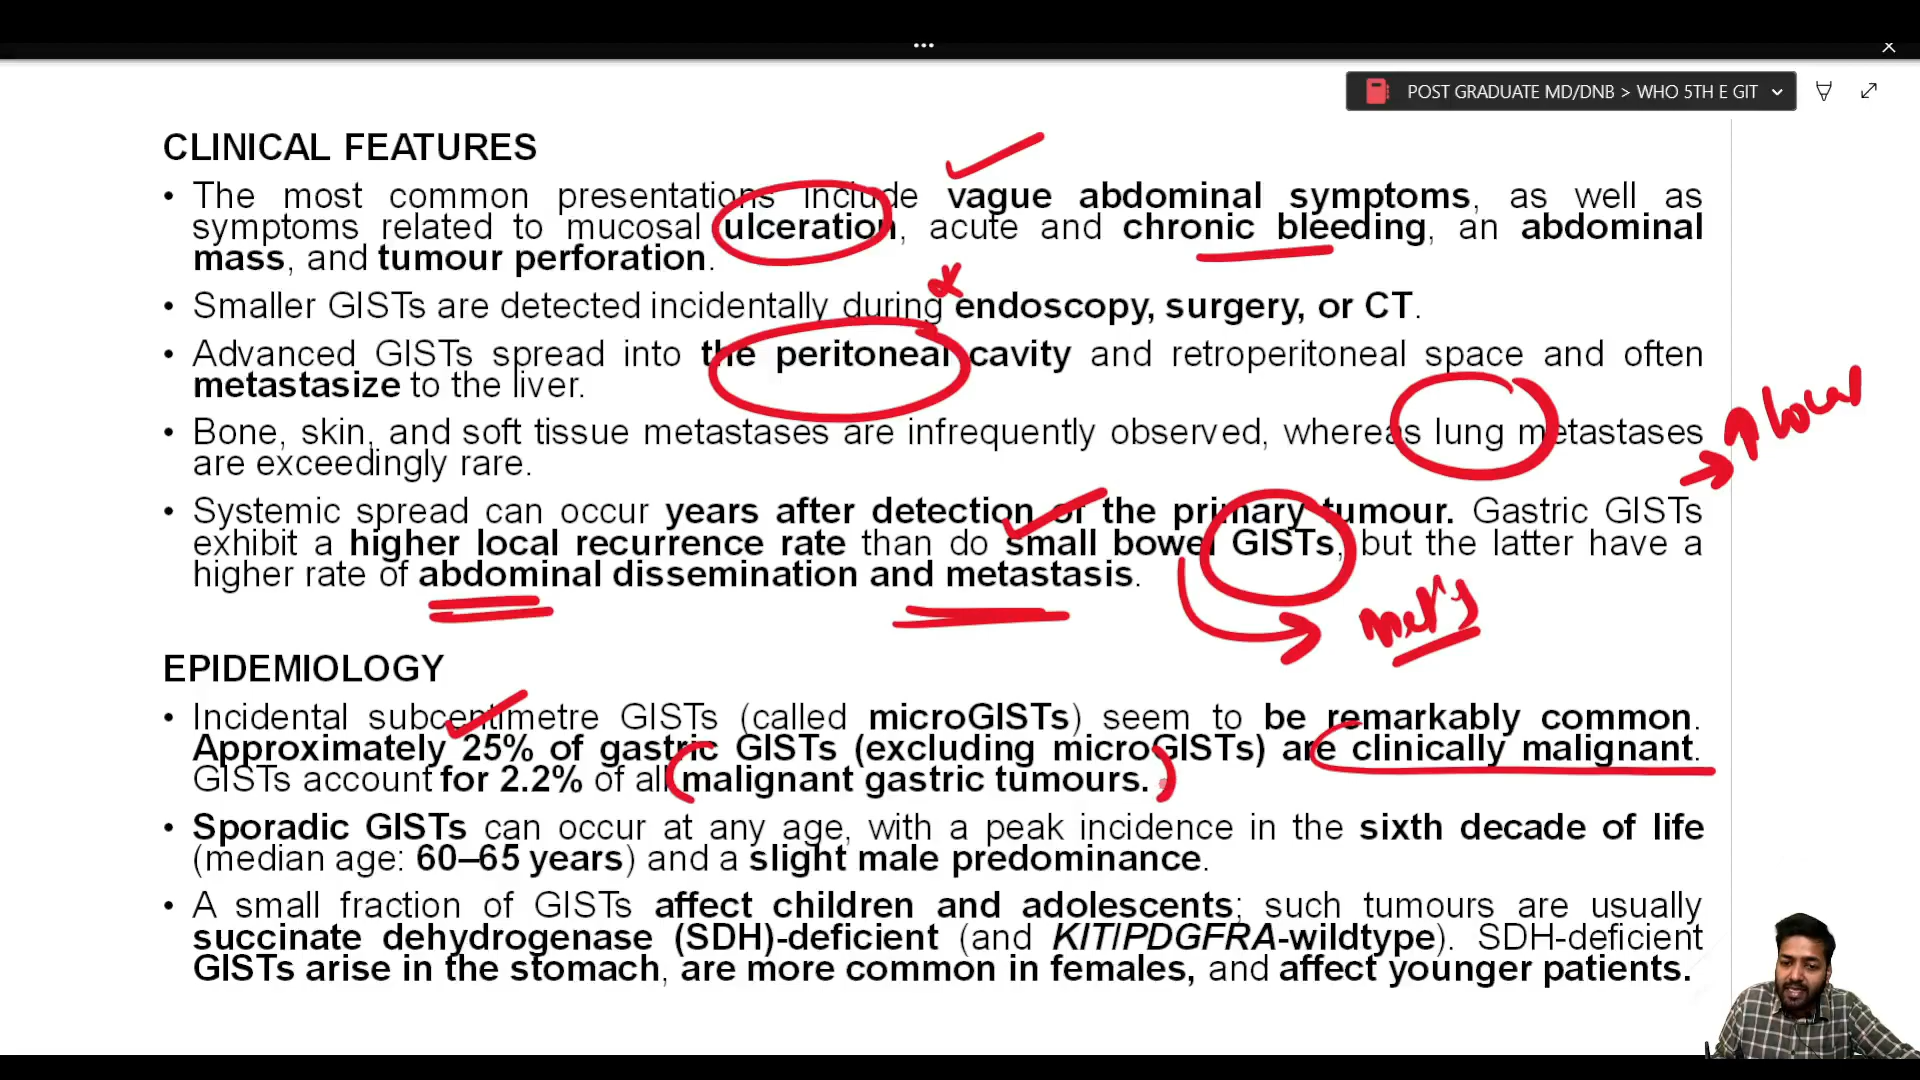 POST GRADUATE MD/DNB > WHO 5TH E GIT
CLINICAL FEATURES
• The most common presentations include vague abdominal symptoms, as well as
symptoms related to mucosal ulceration, acute and chronic bleeding, an abdominal
mass, and tumour perforation.
• Smaller GISTs are detected incidentally during endoscopy, surgery, or CT.
• Advanced GISTs spread into the peritoneal cavity and retroperitoneal space and often
metastasize to the liver.
• Bone, skin, and soft tissue metastases are infrequently observed, whereas lung metastases
are exceedingly rare.
→ ↑ local
• Systemic spread can occur years after detection of the primary tumour. Gastric GISTs
exhibit a higher local recurrence rate than do small bowel GISTs, but the latter have a
higher rate of abdominal dissemination and metastasis.
met's
EPIDEMIOLOGY
• Incidental subcentimetre GISTs (called microGISTs) seem to be remarkably common.
Approximately 25% of gastric GISTs (excluding microGISTs) are clinically malignant.
GISTs account for 2.2% of all malignant gastric tumours.
• Sporadic GISTs can occur at any age, with a peak incidence in the sixth decade of life
(median age: 60–65 years) and a slight male predominance.
• A small fraction of GISTs affect children and adolescents; such tumours are usually
succinate dehydrogenase (SDH)-deficient (and KIT/PDGFRA-wildtype). SDH-deficient
GISTs arise in the stomach, are more common in females, and affect younger patients.